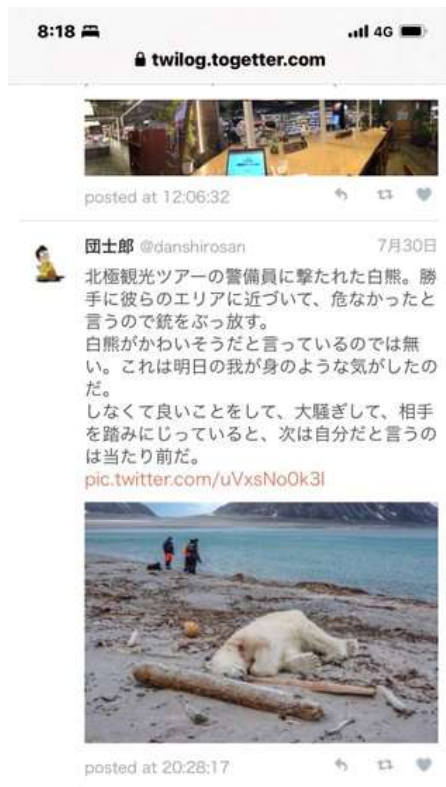 8:18
4G
twilog.togetter.com
posted at 12:06:32
団士郎 @danshirosan 7月30日
北極観光ツアーの警備員に撃たれた白熊。勝
手に彼らのエリアに近づいて、危なかったと
言うので銃をぶっ放す。
白熊がかわいそうだと言っているのでは無
い。これは明日の我が身のような気がしたの
だ。
しなくて良いことをして、大騒ぎして、相手
を踏みにじっていると、次は自分だと言うの
は当たり前だ。
pic.twitter.com/uVxsNo0k3I
posted at 20:28:17